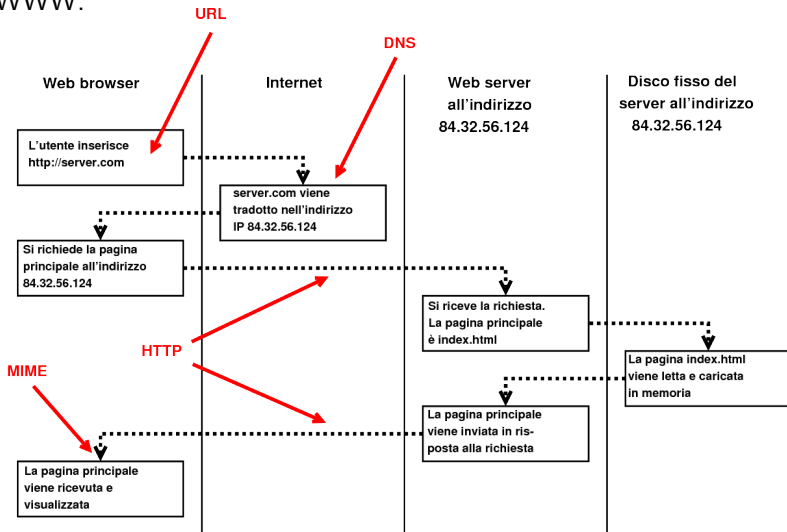 WWW.
URL
DNS
Web browser
Internet
Web server
all'indirizzo
84.32.56.124
Disco fisso del
server all'indirizzo
84.32.56.124
L'utente inserisce
http://server.com
server.com viene
tradotto nell'indirizzo
IP 84.32.56.124
Si richiede la pagina
principale all'indirizzo
84.32.56.124
Si riceve la richiesta.
La pagina principale
è index.html
HTTP
La pagina index.html
viene letta e caricata
in memoria
MIME
La pagina principale
viene inviata in ris-
posta alla richiesta
La pagina principale
viene ricevuta e
visualizzata